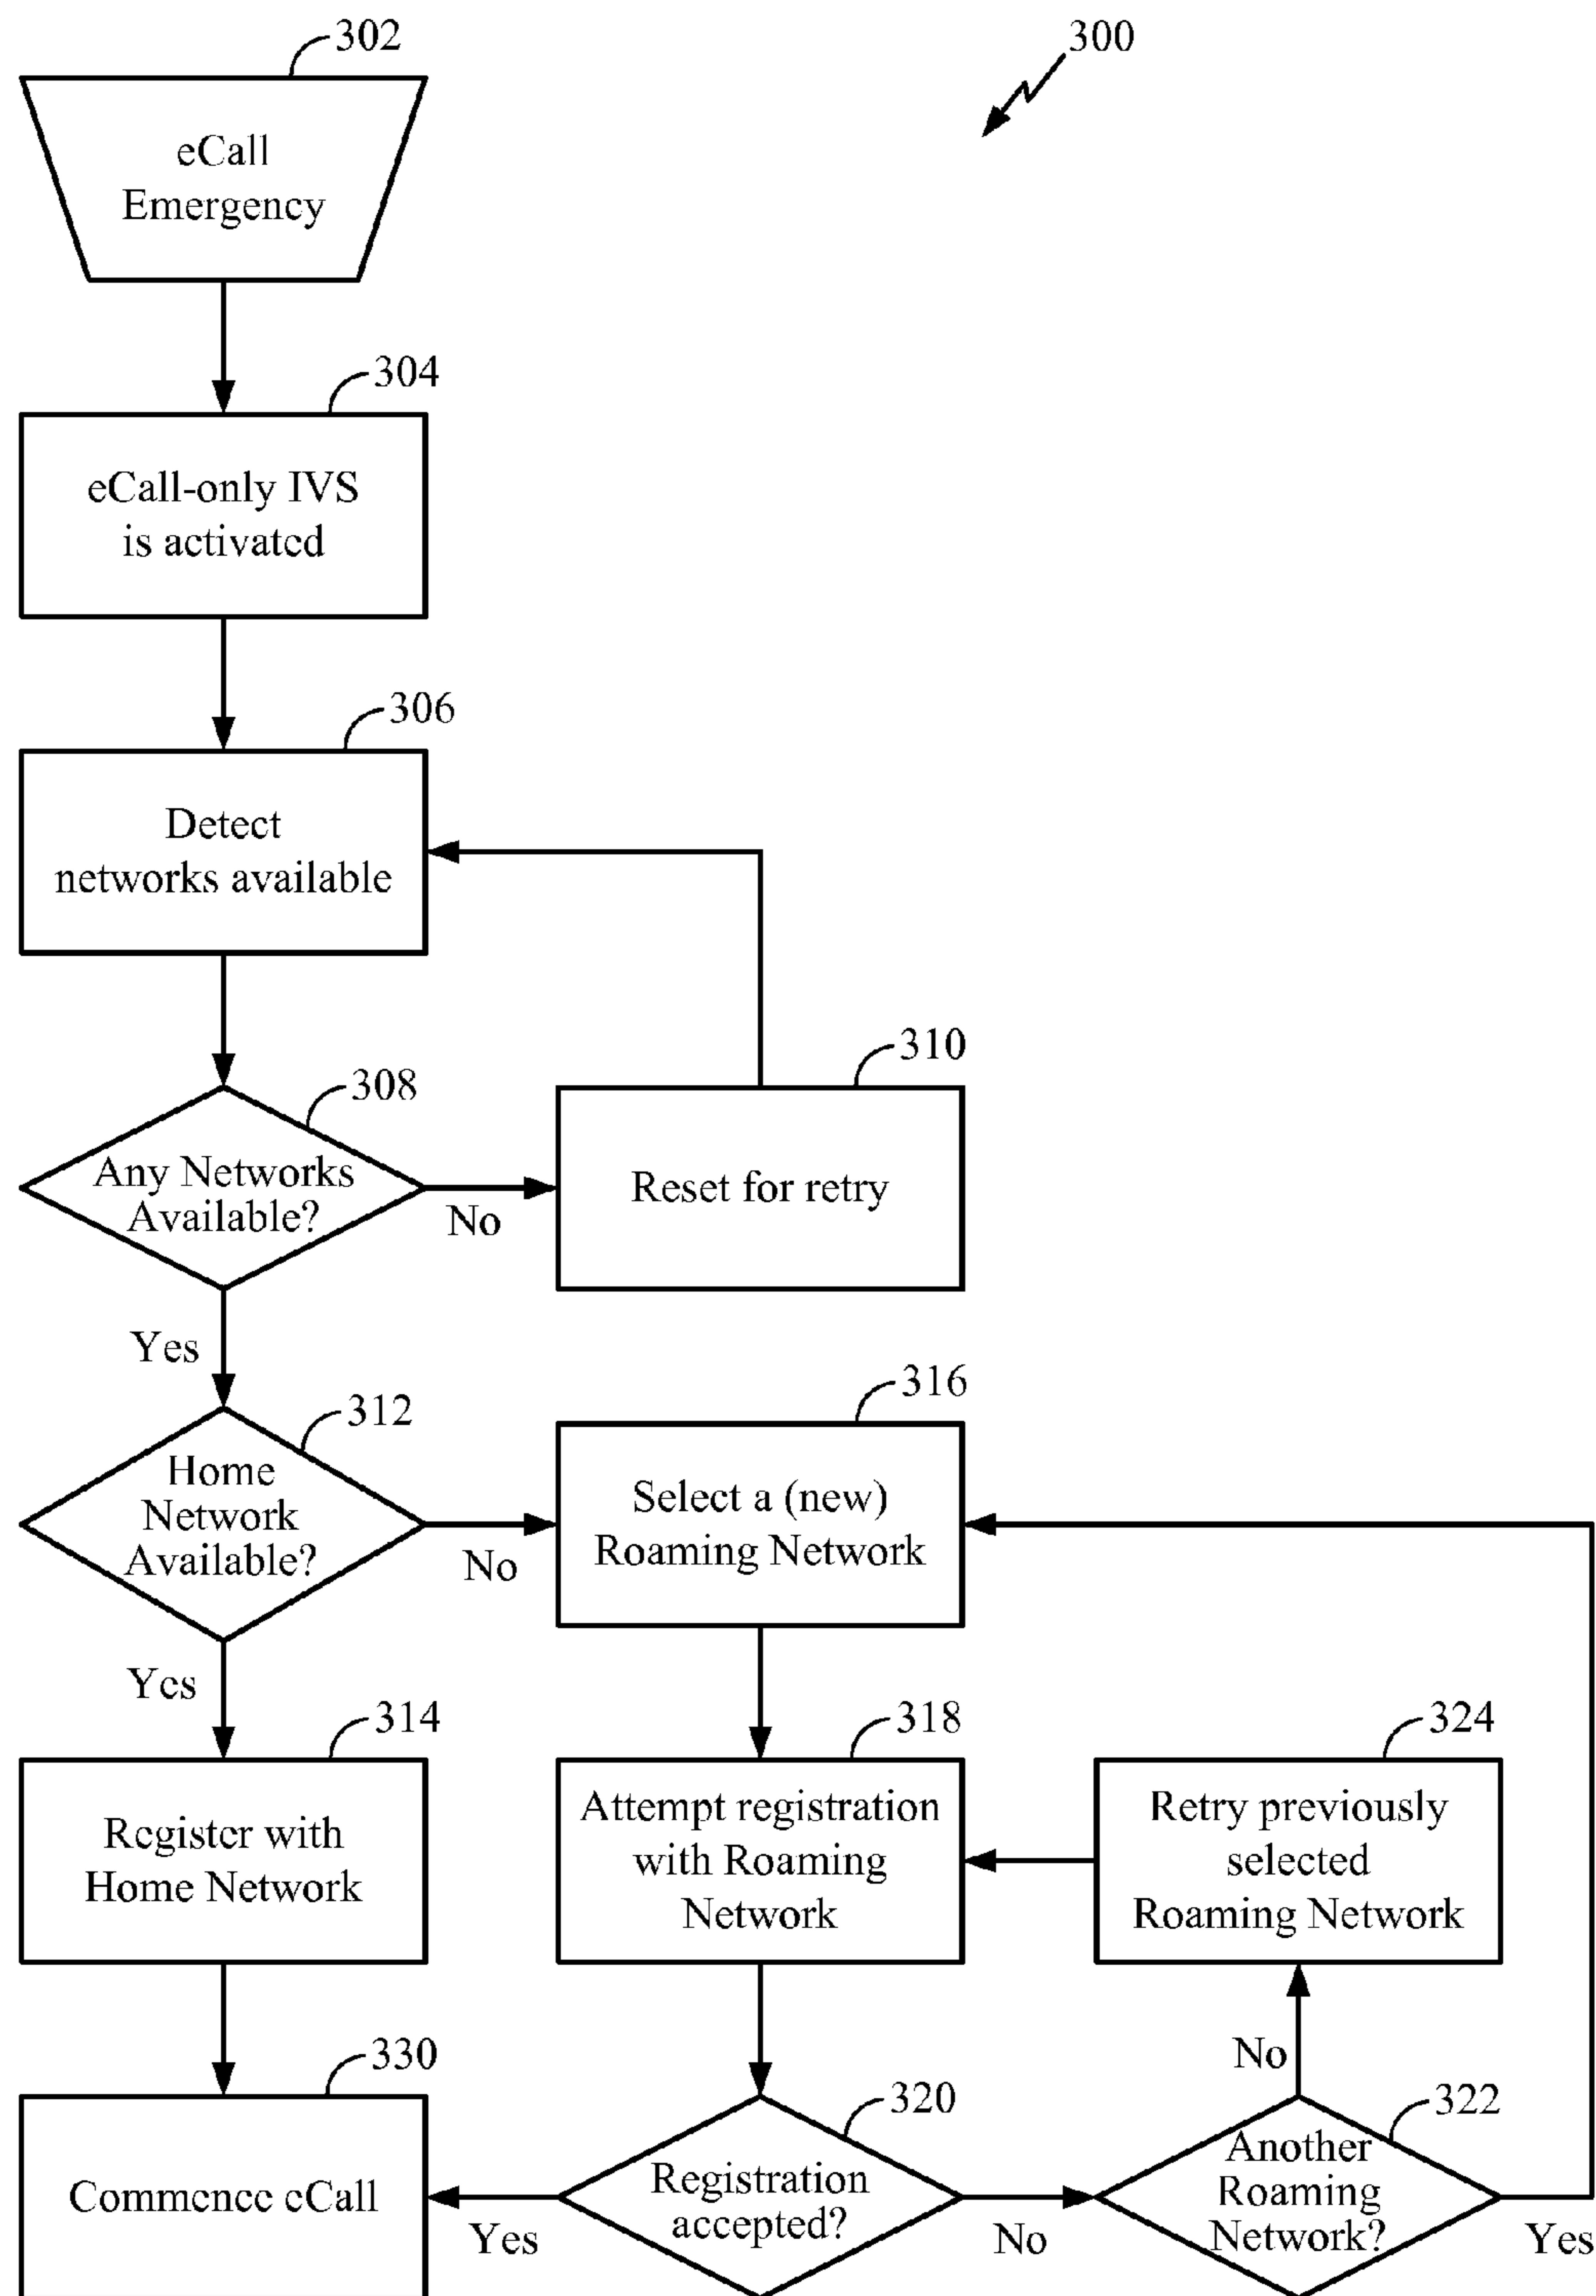 302
300
eCall
Emergency
304
eCall-only IVS
is activated
306
Detect
networks available
308
310
Any Networks
Available?
No
Reset for retry
Yes
312
316
Home
Network
Available?
No
Select a (new)
Roaming Network
Yes
314
318
324
Register with
Home Network
Attempt registration
with Roaming
Network
Retry previously
selected
Roaming Network
330
320
No
322
Commence eCall
Yes
Registration
accepted?
No
Another
Roaming
Network?
Yes